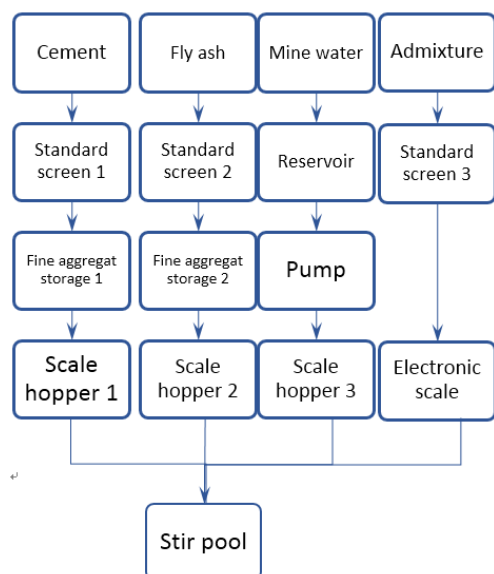 Cement
Fly ash
Mine water
Admixture
Standard
screen 1
Standard
screen 2
Reservoir
Standard
screen 3
Fine aggregat
storage 1
Fine aggregat
storage 2
Pump
Scale
hopper 1
Scale
hopper 2
Scale
hopper 3
Electronic
scale
Stir pool